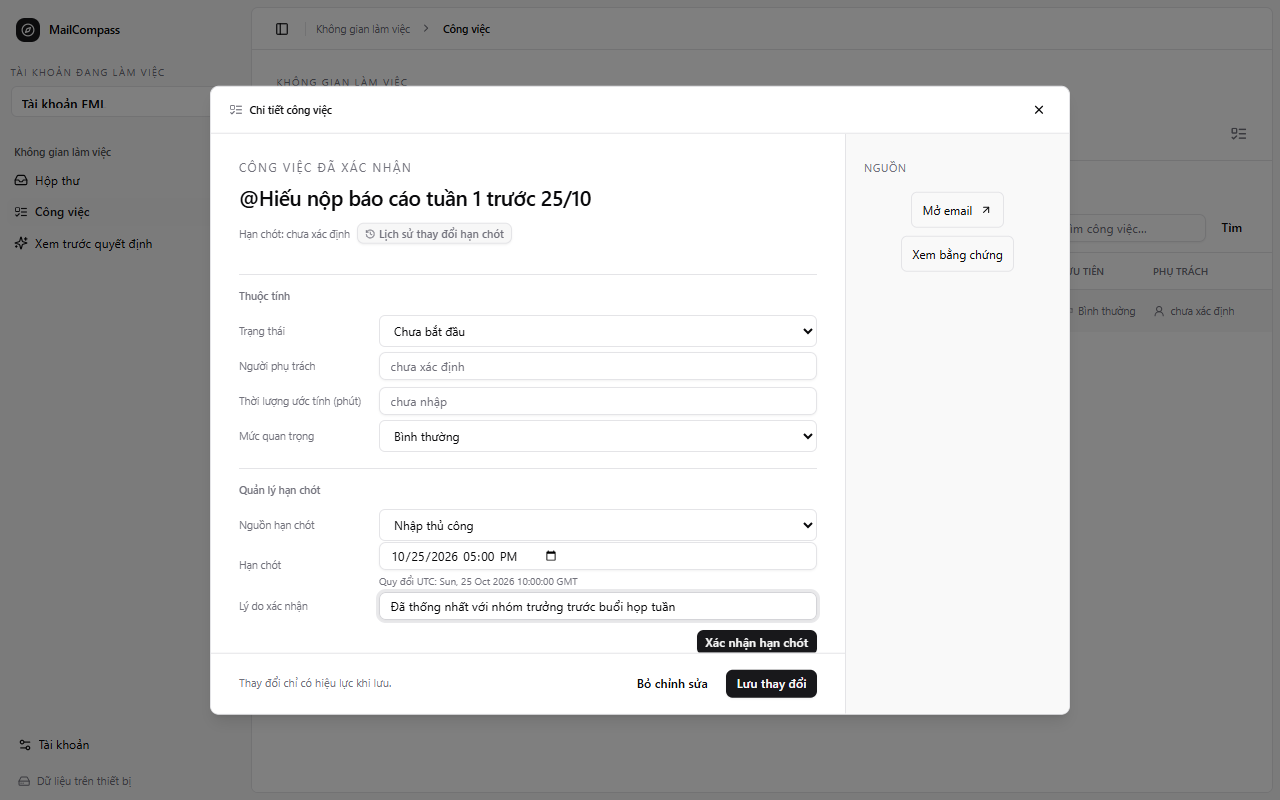 MailCompass
TÀI KHOẢN ĐANG LÀM VIỆC
Tài khoản FMI
Không gian làm việc
Hộp thư
Công việc
Xem trước quyết định
Tài khoản
Dữ liệu trên thiết bị
Không gian làm việc > Công việc
KHÔNG GIAN LÀM VIỆC
Tìm
PHỤ TRÁCH
Bình thường
chưa xác định
Chi tiết công việc
CÔNG VIỆC ĐÃ XÁC NHẬN
@Hiếu nộp báo cáo tuần 1 trước 25/10
Hạn chót: chưa xác định
Lịch sử thay đổi hạn chót
Thuộc tính
Trạng thái
Chưa bắt đầu
Người phụ trách
chưa xác định
Thời lượng ước tính (phút)
chưa nhập
Mức quan trọng
Bình thường
Quản lý hạn chót
Nguồn hạn chót
Nhập thủ công
Hạn chót
10/25/2026 05:00 PM
Quy đổi UTC: Sun, 25 Oct 2026 10:00:00 GMT
Lý do xác nhận
Đã thống nhất với nhóm trưởng trước buổi họp tuần
Xác nhận hạn chót
Thay đổi chỉ có hiệu lực khi lưu.
Bỏ chỉnh sửa
Lưu thay đổi
NGUỒN
Mở email
Xem bằng chứng